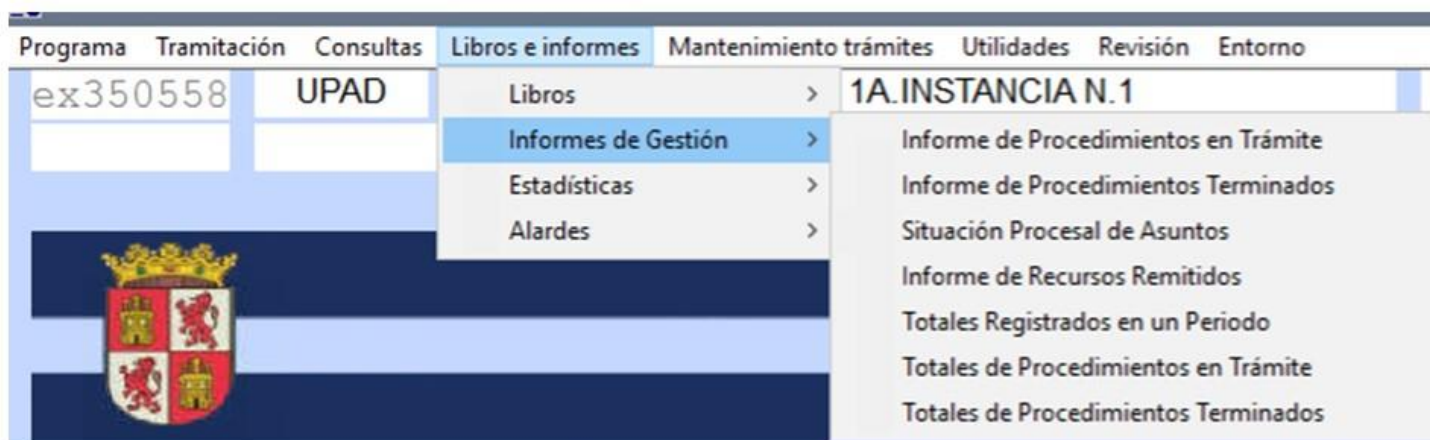 Programa Tramitación Consultas Libros e informes Mantenimiento trámites Utilidades Revisión Entorno
ex350558 UPAD 1A.INSTANCIA N.1
Libros
Informes de Gestión
Estadísticas
Alardes
Informe de Procedimientos en Trámite
Informe de Procedimientos Terminados
Situación Procesal de Asuntos
Informe de Recursos Remitidos
Totales Registrados en un Periodo
Totales de Procedimientos en Trámite
Totales de Procedimientos Terminados